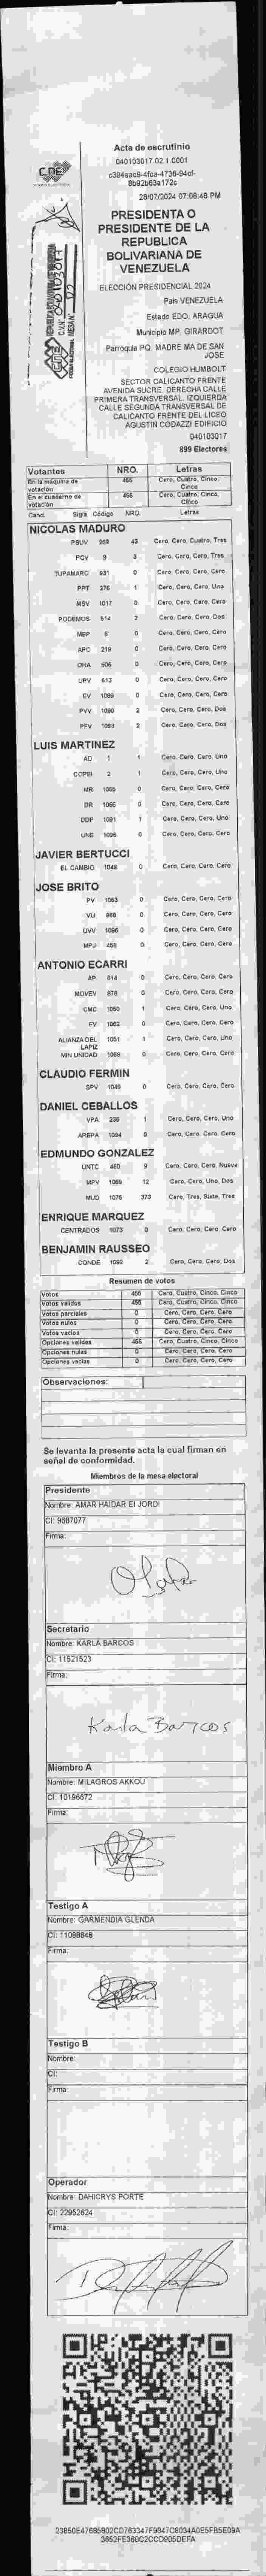 CNE
Acta de escrutinio
040103017.02.1.0001
c394aac9-4fca-4736-94cf-
8b92b63a172c
28/07/2024 07:08:48 PM
PRESIDENTA O
PRESIDENTE DE LA
REPUBLICA
BOLIVARIANA DE
VENEZUELA
ELECCIÓN PRESIDENCIAL 2024
País VENEZUELA
Estado EDO. ARAGUA
Municipio MP. GIRARDOT
Parroquia PQ. MADRE MA DE SAN
JOSE
COLEGIO HUMBOLT
SECTOR CALICANTO FRENTE
AVENIDA SUCRE. DERECHA CALLE
PRIMERA TRANSVERSAL. IZQUIERDA
CALLE SEGUNDA TRANSVERSAL DE
CALICANTO FRENTE DEL LICEO
AGUSTIN CODAZZI EDIFICIO
040103017
899 Electores
Votantes NRO. Letras
En la máquina de votación 455 Cero, Cuatro, Cinco, Cinco
En el cuaderno de votación 455 Cero, Cuatro, Cinco, Cinco
Cand. Sigla Código NRO. Letras
NICOLAS MADURO
PSUV 269 43 Cero, Cero, Cuatro, Tres
PCV 9 3 Cero, Cero, Cero, Tres
TUPAMARO 931 0 Cero, Cero, Cero, Cero
PPT 376 1 Cero, Cero, Cero, Uno
MSV 1017 0 Cero, Cero, Cero, Cero
PODEMOS 514 2 Cero, Cero, Cero, Dos
MEP 6 0 Cero, Cero, Cero, Cero
APC 219 0 Cero, Cero, Cero, Cero
ORA 906 0 Cero, Cero, Cero, Cero
UPV 613 0 Cero, Cero, Cero, Cero
EV 1089 0 Cero, Cero, Cero, Cero
PVV 1090 2 Cero, Cero, Cero, Dos
PFV 1093 2 Cero, Cero, Cero, Dos
LUIS MARTINEZ
AD 1 1 Cero, Cero, Cero, Uno
COPEI 2 1 Cero, Cero, Cero, Uno
MR 1065 0 Cero, Cero, Cero, Cero
BR 1066 0 Cero, Cero, Cero, Cero
DDP 1091 1 Cero, Cero, Cero, Uno
UNE 1095 0 Cero, Cero, Cero, Cero
JAVIER BERTUCCI
EL CAMBIO 1048 0 Cero, Cero, Cero, Cero
JOSE BRITO
PV 1053 0 Cero, Cero, Cero, Cero
VU 868 0 Cero, Cero, Cero, Cero
UVV 1096 0 Cero, Cero, Cero, Cero
MPJ 458 0 Cero, Cero, Cero, Cero
ANTONIO ECARRI
AP 914 0 Cero, Cero, Cero, Cero
MOVEV 878 0 Cero, Cero, Cero, Cero
CMC 1050 1 Cero, Cero, Cero, Uno
FV 1062 0 Cero, Cero, Cero, Cero
ALIANZA DEL LAPIZ 1051 1 Cero, Cero, Cero, Uno
MIN UNIDAD 1068 0 Cero, Cero, Cero, Cero
CLAUDIO FERMIN
SPV 1049 0 Cero, Cero, Cero, Cero
DANIEL CEBALLOS
VPA 236 1 Cero, Cero, Cero, Uno
AREPA 1094 0 Cero, Cero, Cero, Cero
EDMUNDO GONZALEZ
UNTC 460 9 Cero, Cero, Cero, Nueve
MPV 1089 12 Cero, Cero, Uno, Dos
MUD 1076 373 Cero, Tres, Siete, Tres
ENRIQUE MARQUEZ
CENTRADOS 1073 0 Cero, Cero, Cero, Cero
BENJAMIN RAUSSEO
CONDE 1092 2 Cero, Cero, Cero, Dos
Resumen de votos
Votos 455 Cero, Cuatro, Cinco, Cinco
Votos validos 455 Cero, Cuatro, Cinco, Cinco
Votos parciales 0 Cero, Cero, Cero, Cero
Votos nulos 0 Cero, Cero, Cero, Cero
Votos vacios 0 Cero, Cero, Cero, Cero
Opciones validas 455 Cero, Cuatro, Cinco, Cinco
Opciones nulas 0 Cero, Cero, Cero, Cero
Opciones vacias 0 Cero, Cero, Cero, Cero
Observaciones:
Se levanta la presente acta la cual firman en
señal de conformidad.
Miembros de la mesa electoral
Presidente
Nombre: AMAR HAIDAR El JORDI
CI: 9687077
Firma:
Secretario
Nombre: KARLA BARCOS
CI: 11521523
Firma:
Karla Barcos
Miembro A
Nombre: MILAGROS AKKOU
CI: 10196672
Firma:
Testigo A
Nombre: GARMENDIA GLENDA
CI: 11088848
Firma:
Testigo B
Nombre:
CI:
Firma:
Operador
Nombre: DAHICRYS PORTE
CI: 22952624
Firma:
23850E47685802CD763347F9847C8034A0E5FB5E09A
3652FE360C2CCD905DEFA